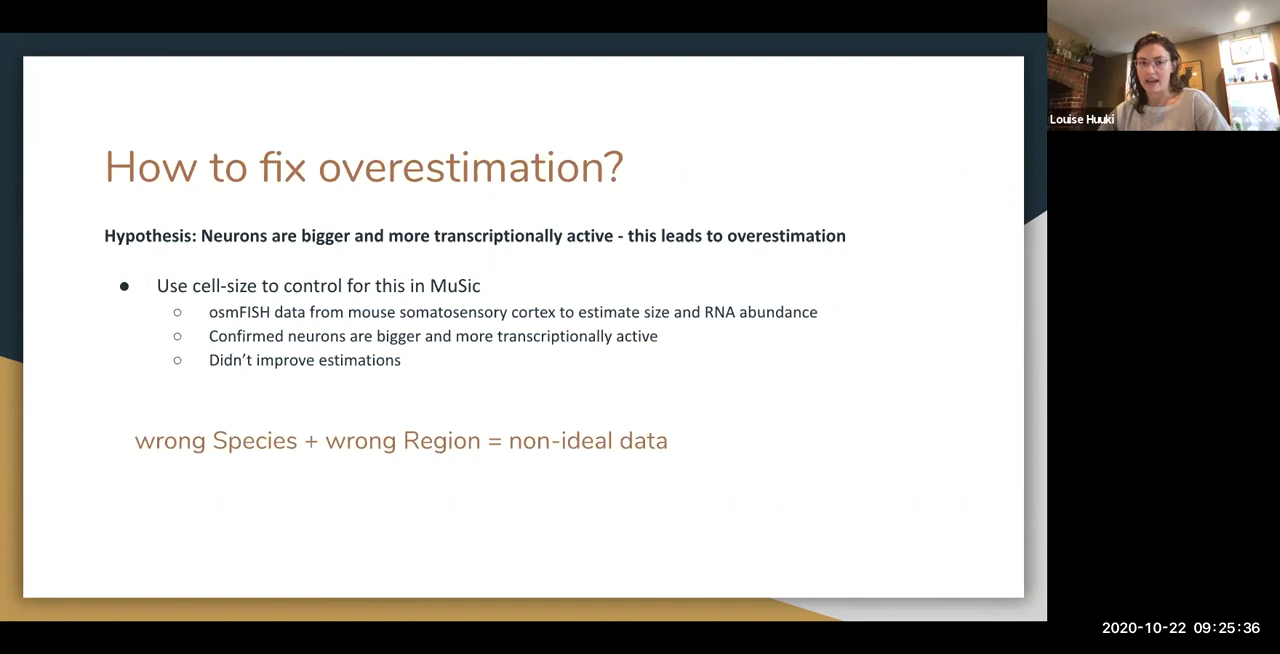 How to fix overestimation?
Hypothesis: Neurons are bigger and more transcriptionally active - this leads to overestimation
● Use cell-size to control for this in MuSic
○ osmFISH data from mouse somatosensory cortex to estimate size and RNA abundance
○ Confirmed neurons are bigger and more transcriptionally active
○ Didn’t improve estimations
wrong Species + wrong Region = non-ideal data
Louise Huuki
2020-10-22 09:25:36